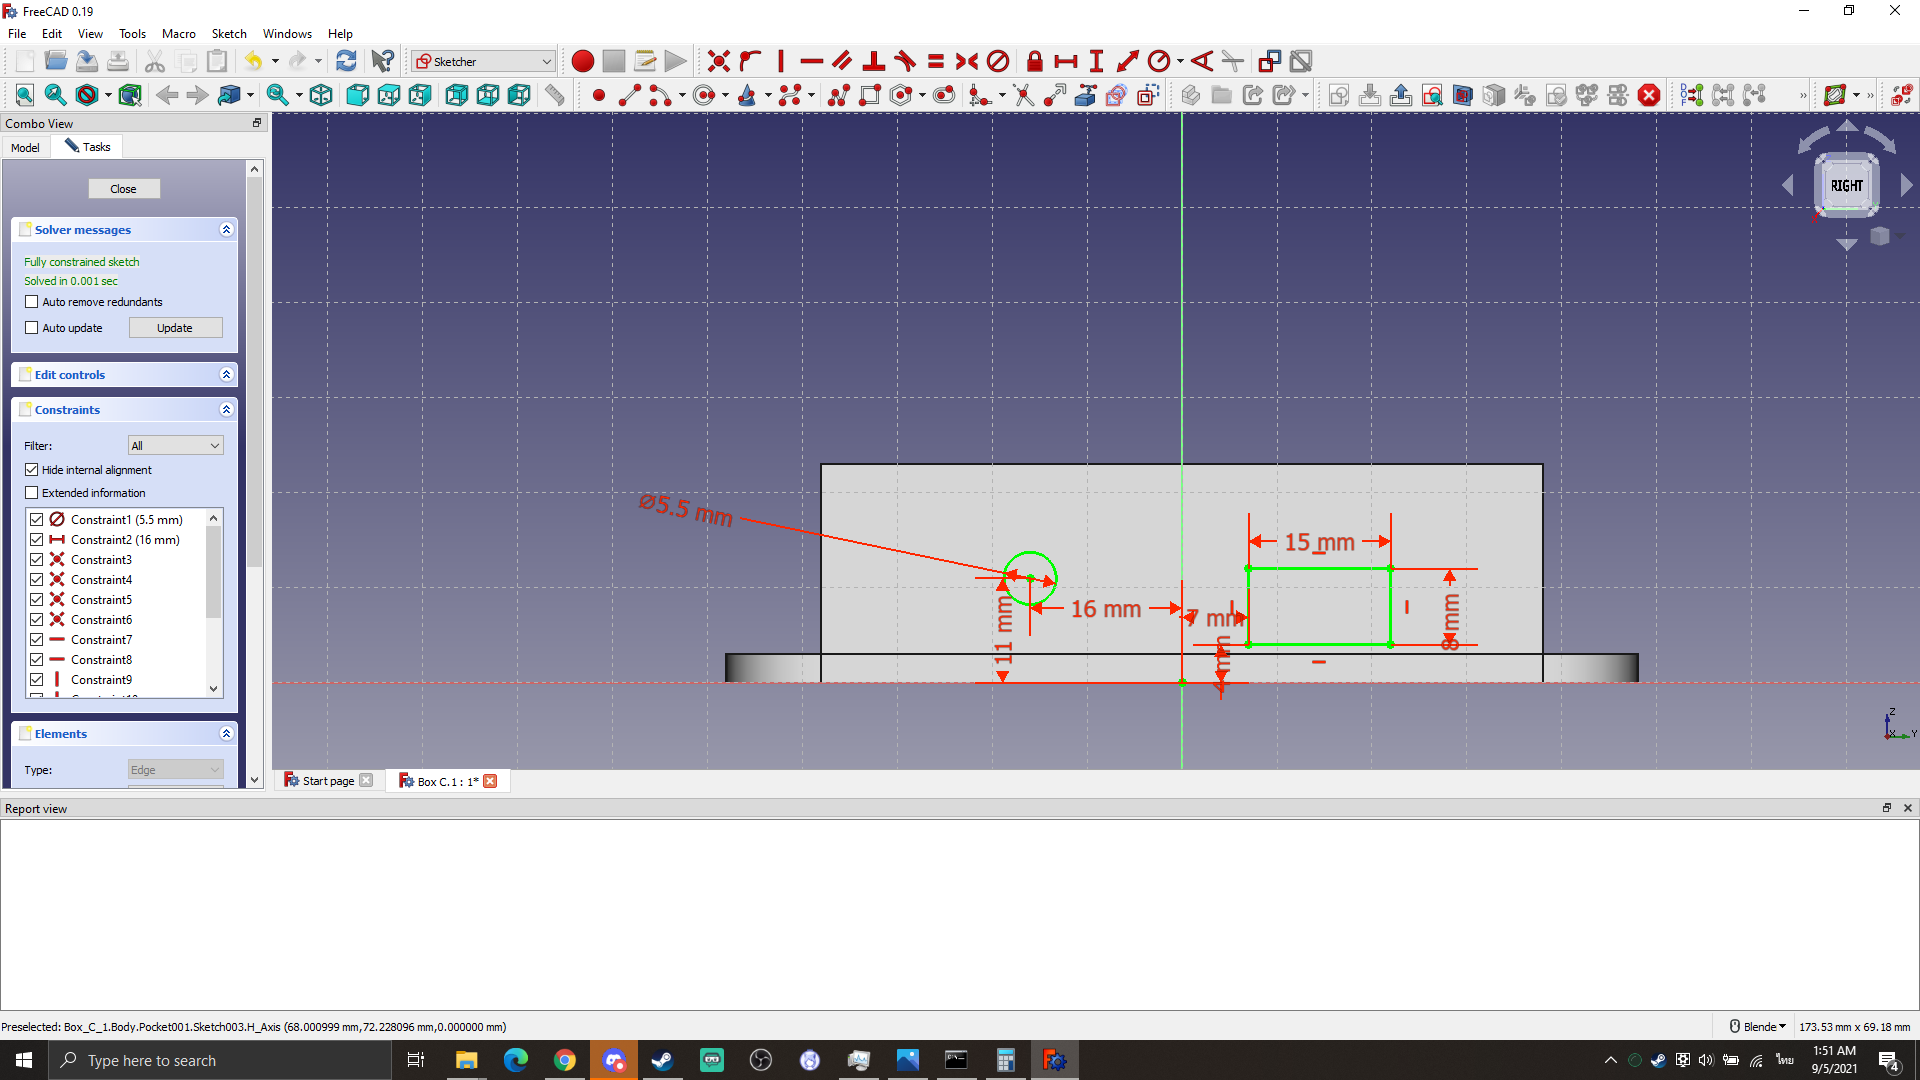 FreeCAD 0.19
File Edit View Tools Macro Sketch Windows Help
Sketcher
Combo View
Model Tasks
Close
Solver messages
Fully constrained sketch
Solved in 0.001 sec
Auto remove redundants
Auto update Update
Edit controls
Constraints
Filter: All
Hide internal alignment
Extended information
Constraint1 (5.5 mm)
Constraint2 (16 mm)
Constraint3
Constraint4
Constraint5
Constraint6
Constraint7
Constraint8
Constraint9
Elements
Type: Edge
RIGHT
∅5.5 mm
15 mm
16 mm
7 mm
11 mm
8 mm
4 mm
Z
X
Y
Start page
Box C.1 : 1*
Report view
Preselected: Box_C_1.Body.Pocket001.Sketch003.H_Axis (68.000999 mm,72.228096 mm,0.000000 mm)
Blende 173.53 mm x 69.18 mm
Type here to search
ไทย
1:51 AM
9/5/2021
4